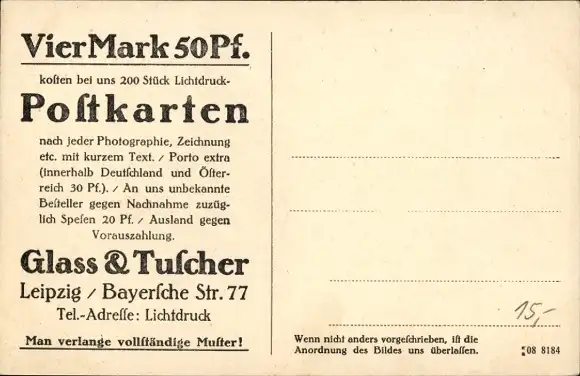 Vier Mark 50 Pf.
koſten bei uns 200 Stück Lichtdruck-
Poſtkarten
nach jeder Photographie, Zeichnung
etc. mit kurzem Text. / Porto extra
(innerhalb Deutſchland und Öſter-
reich 30 Pf.). / An uns unbekannte
Beſteller gegen Nachnahme zuzüg-
lich Speſen 20 Pf. / Ausland gegen
Vorauszahlung.
Glass & Tuſcher
Leipzig / Bayerſche Str. 77
Tel.-Adreſſe: Lichtdruck
Man verlange vollſtändige Muſter!
15,-
Wenn nicht anders vorgeſchrieben, iſt die
Anordnung des Bildes uns überlaſſen.
08 8184